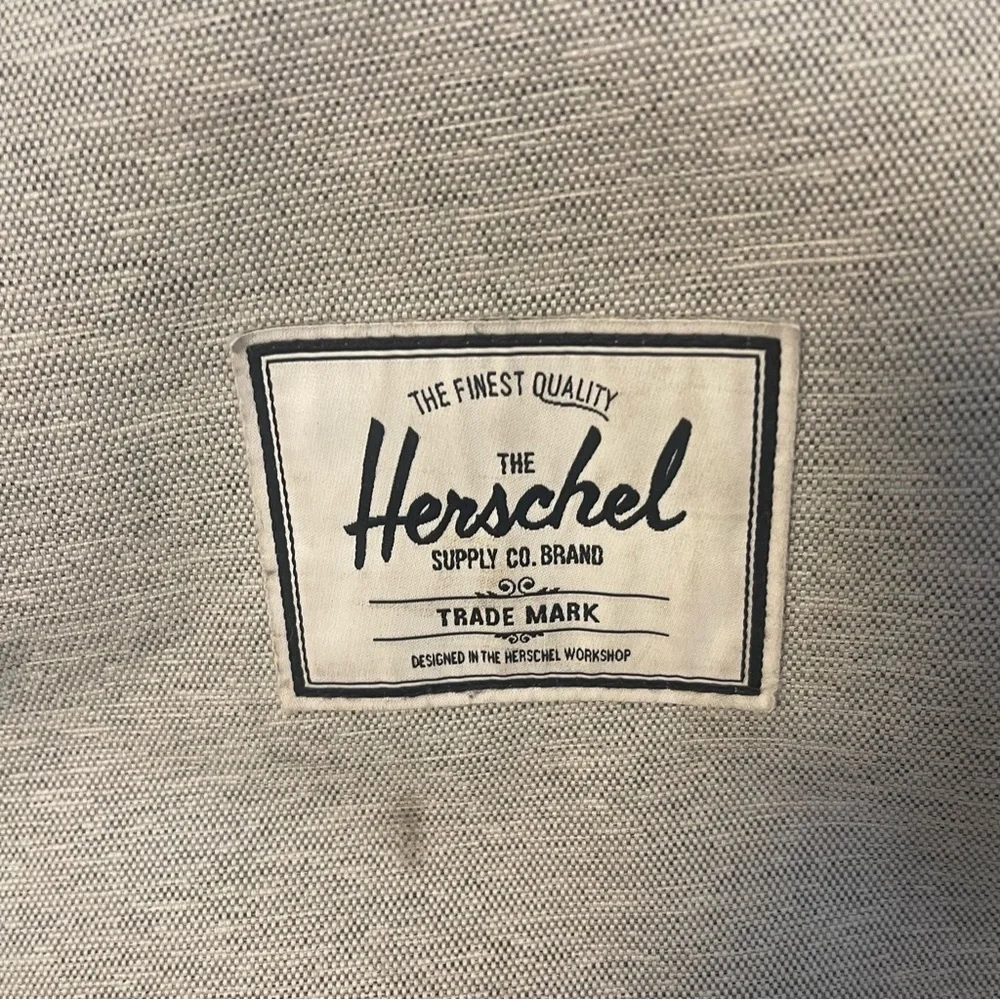 THE FINEST QUALITY
THE
Herschel
SUPPLY CO. BRAND
TRADE MARK
DESIGNED IN THE HERSCHEL WORKSHOP